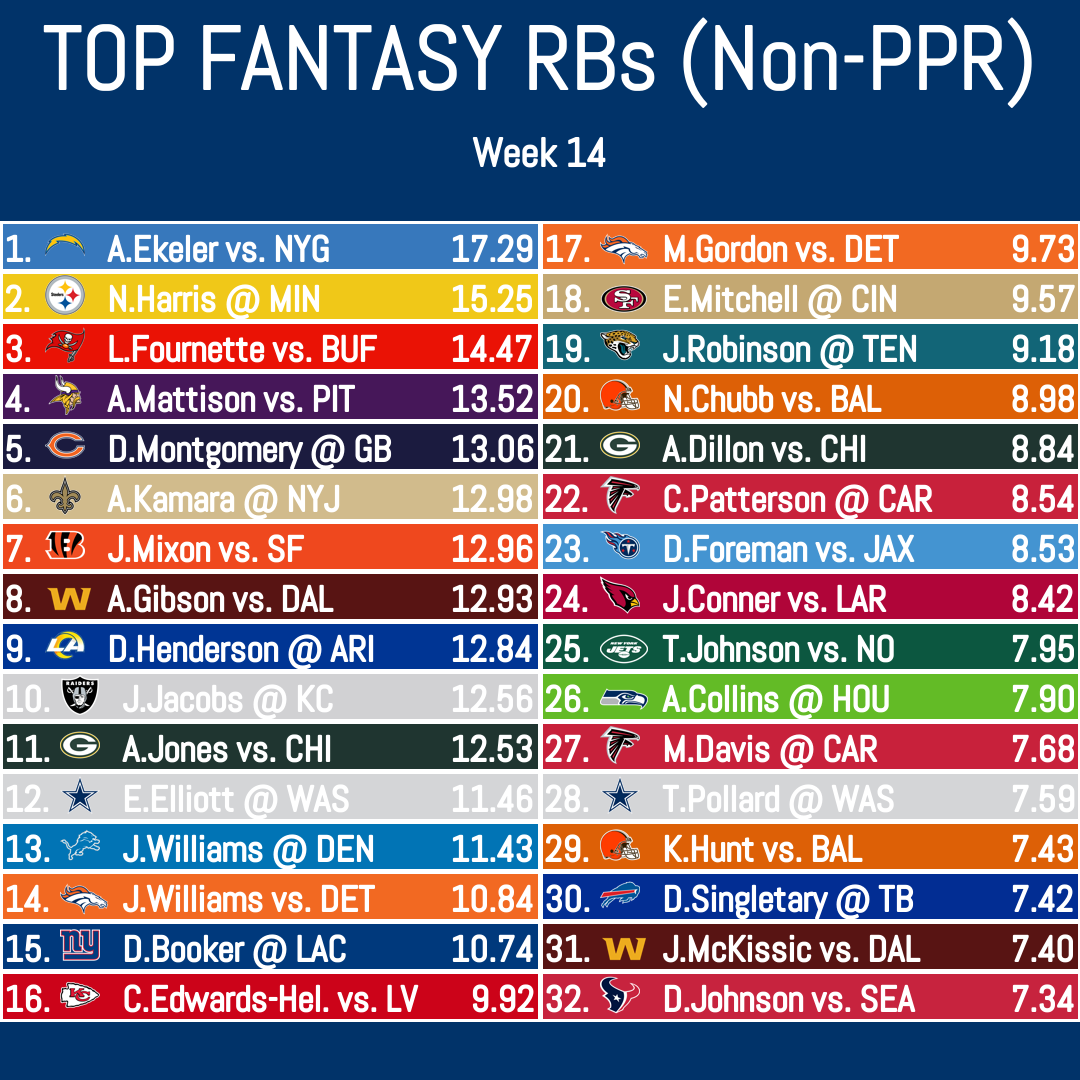 TOP FANTASY RBs (Non-PPR)
Week 14
1. A.Ekeler vs. NYG 17.29
2. N.Harris @ MIN 15.25
3. L.Fournette vs. BUF 14.47
4. A.Mattison vs. PIT 13.52
5. D.Montgomery @ GB 13.06
6. A.Kamara @ NYJ 12.98
7. J.Mixon vs. SF 12.96
8. W A.Gibson vs. DAL 12.93
9. D.Henderson @ ARI 12.84
10. RAIDERS J.Jacobs @ KC 12.56
11. G A.Jones vs. CHI 12.53
12. E.Elliott @ WAS 11.46
13. J.Williams @ DEN 11.43
14. J.Williams vs. DET 10.84
15. ny D.Booker @ LAC 10.74
16. KC C.Edwards-Hel. vs. LV 9.92
17. M.Gordon vs. DET 9.73
18. SF E.Mitchell @ CIN 9.57
19. J.Robinson @ TEN 9.18
20. N.Chubb vs. BAL 8.98
21. G A.Dillon vs. CHI 8.84
22. C.Patterson @ CAR 8.54
23. T D.Foreman vs. JAX 8.53
24. J.Conner vs. LAR 8.42
25. NEW YORK JETS T.Johnson vs. NO 7.95
26. A.Collins @ HOU 7.90
27. M.Davis @ CAR 7.68
28. T.Pollard @ WAS 7.59
29. K.Hunt vs. BAL 7.43
30. D.Singletary @ TB 7.42
31. W J.McKissic vs. DAL 7.40
32. D.Johnson vs. SEA 7.34